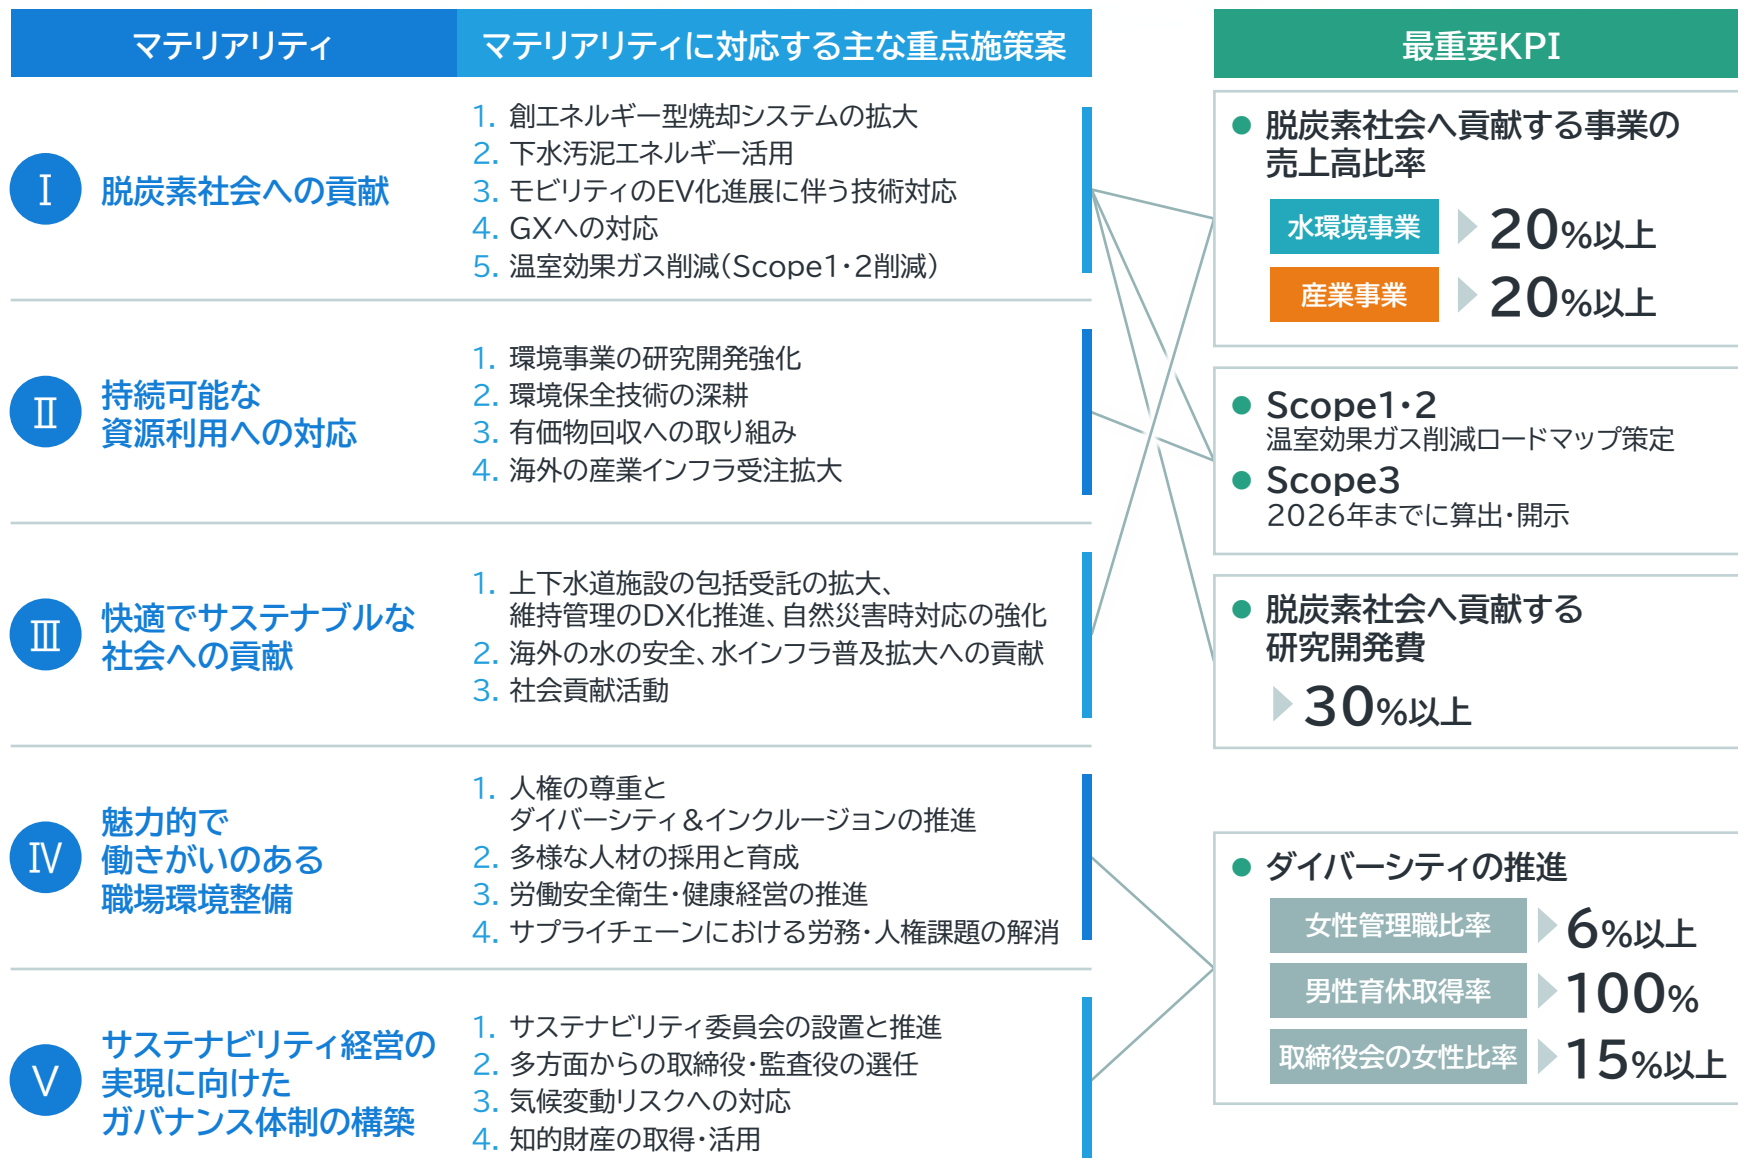 マテリアリティ
マテリアリティに対応する主な重点施策案
最重要KPI
Ⅰ
脱炭素社会への貢献
1. 創エネルギー型焼却システムの拡大
2. 下水汚泥エネルギー活用
3. モビリティのEV化進展に伴う技術対応
4. GXへの対応
5. 温室効果ガス削減（Scope1・2削減）
Ⅱ
持続可能な
資源利用への対応
1. 環境事業の研究開発強化
2. 環境保全技術の深耕
3. 有価物回収への取り組み
4. 海外の産業インフラ受注拡大
Ⅲ
快適でサステナブルな
社会への貢献
1. 上下水道施設の包括受託の拡大、
維持管理のDX化推進、自然災害時対応の強化
2. 海外の水の安全、水インフラ普及拡大への貢献
3. 社会貢献活動
Ⅳ
魅力的で
働きがいのある
職場環境整備
1. 人権の尊重と
ダイバーシティ＆インクルージョンの推進
2. 多様な人材の採用と育成
3. 労働安全衛生・健康経営の推進
4. サプライチェーンにおける労務・人権課題の解消
Ⅴ
サステナビリティ経営の
実現に向けた
ガバナンス体制の構築
1. サステナビリティ委員会の設置と推進
2. 多方面からの取締役・監査役の選任
3. 気候変動リスクへの対応
4. 知的財産の取得・活用
● 脱炭素社会へ貢献する事業の
売上高比率
水環境事業 20%以上
産業事業 20%以上
● Scope1・2
温室効果ガス削減ロードマップ策定
● Scope3
2026年までに算出・開示
● 脱炭素社会へ貢献する
研究開発費
30%以上
● ダイバーシティの推進
女性管理職比率 6%以上
男性育休取得率 100%
取締役会の女性比率 15%以上